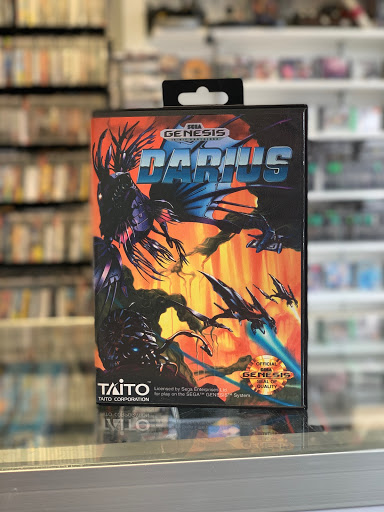 SEGA
GENESIS
DARIUS
OFFICIAL
SEGA
GENESIS
SEAL OF
QUALITY
TAITO
TAITO CORPORATION
Licensed by Sega Enterprises Ltd.
for play on the SEGA™ GENESIS™ System.